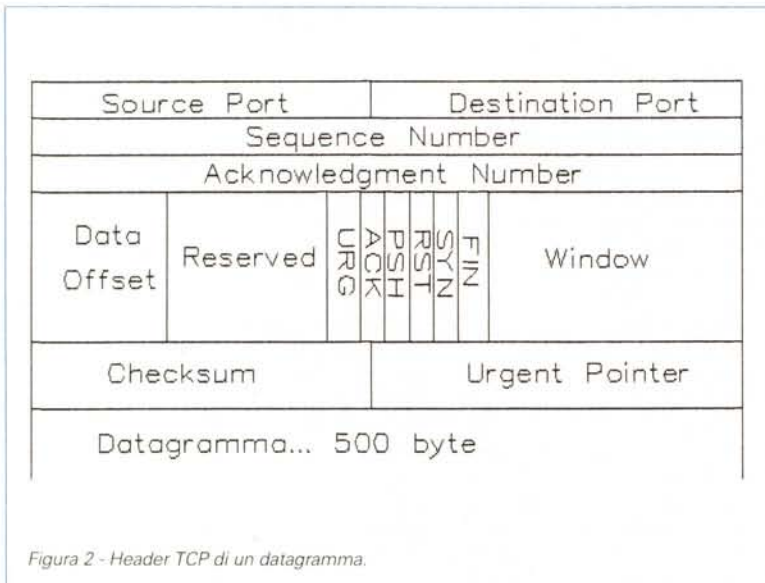 Source Port
Destination Port
Sequence Number
Acknowledgment Number
Data
Offset
Reserved
URG
ACK
PSH
RST
SYN
FIN
Window
Checksum
Urgent Pointer
Datagramma... 500 byte
Figura 2 - Header TCP di un datagramma.